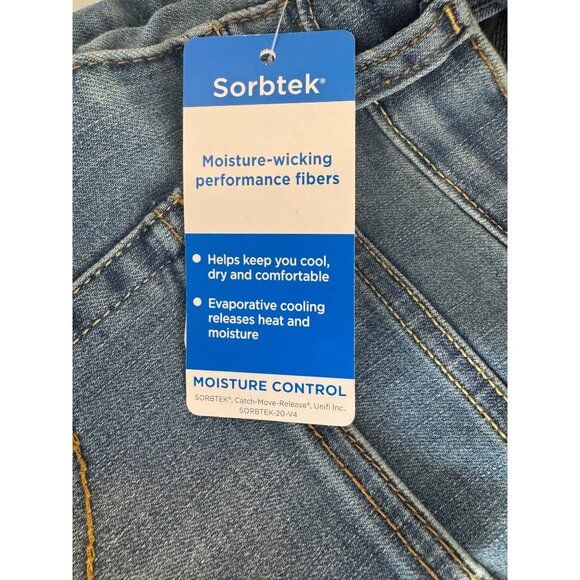 Sorbtek®
Moisture-wicking
performance fibers
Helps keep you cool,
dry and comfortable
Evaporative cooling
releases heat and
moisture
MOISTURE CONTROL
SORBTEK®, Catch-Move-Release®, Unifi Inc.
SORBTEK-20-V4